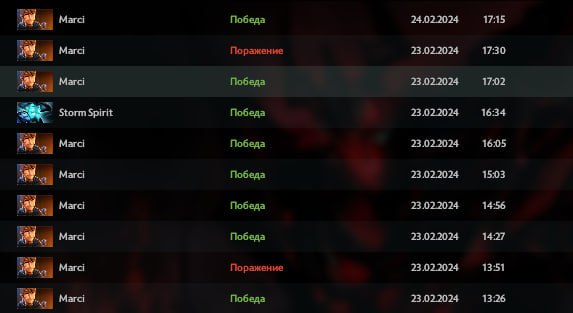 Marci Победа 24.02.2024 17:15
Marci Поражение 23.02.2024 17:30
Marci Победа 23.02.2024 17:02
Storm Spirit Победа 23.02.2024 16:34
Marci Победа 23.02.2024 16:05
Marci Победа 23.02.2024 15:03
Marci Победа 23.02.2024 14:56
Marci Победа 23.02.2024 14:27
Marci Поражение 23.02.2024 13:51
Marci Победа 23.02.2024 13:26